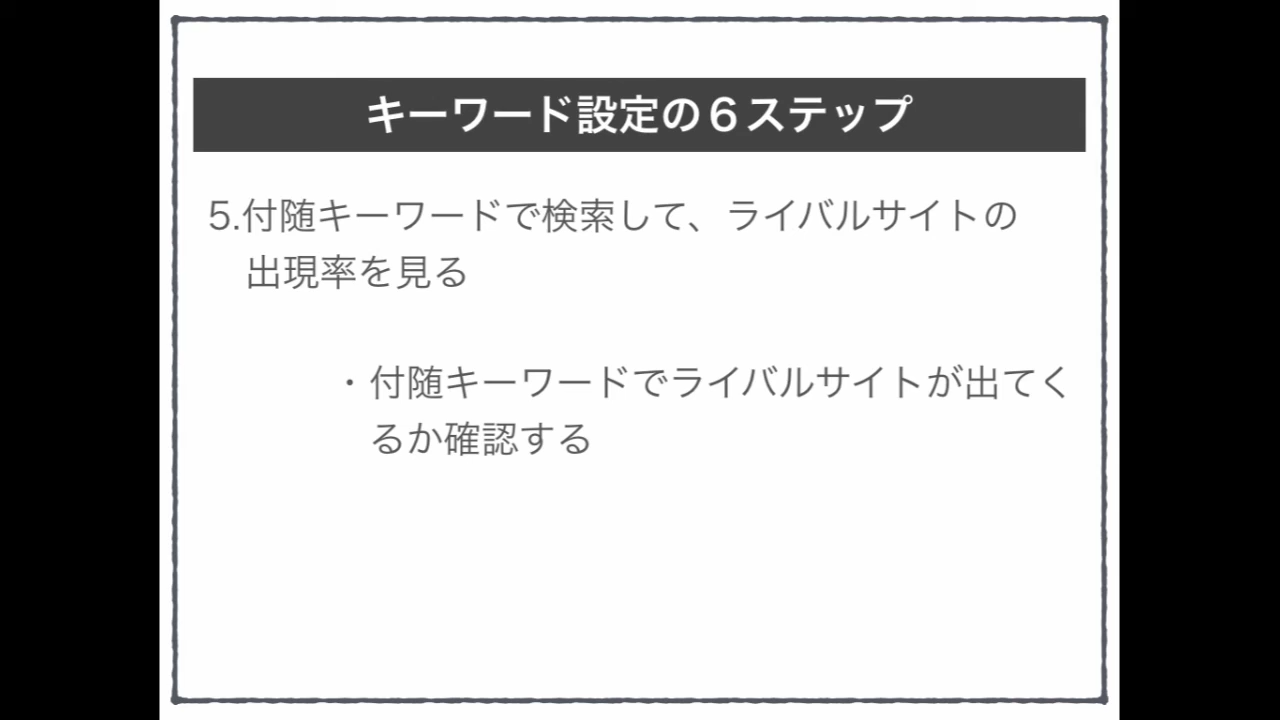 キーワード設定の６ステップ
5.付随キーワードで検索して、ライバルサイトの
出現率を見る
・付随キーワードでライバルサイトが出てく
るか確認する